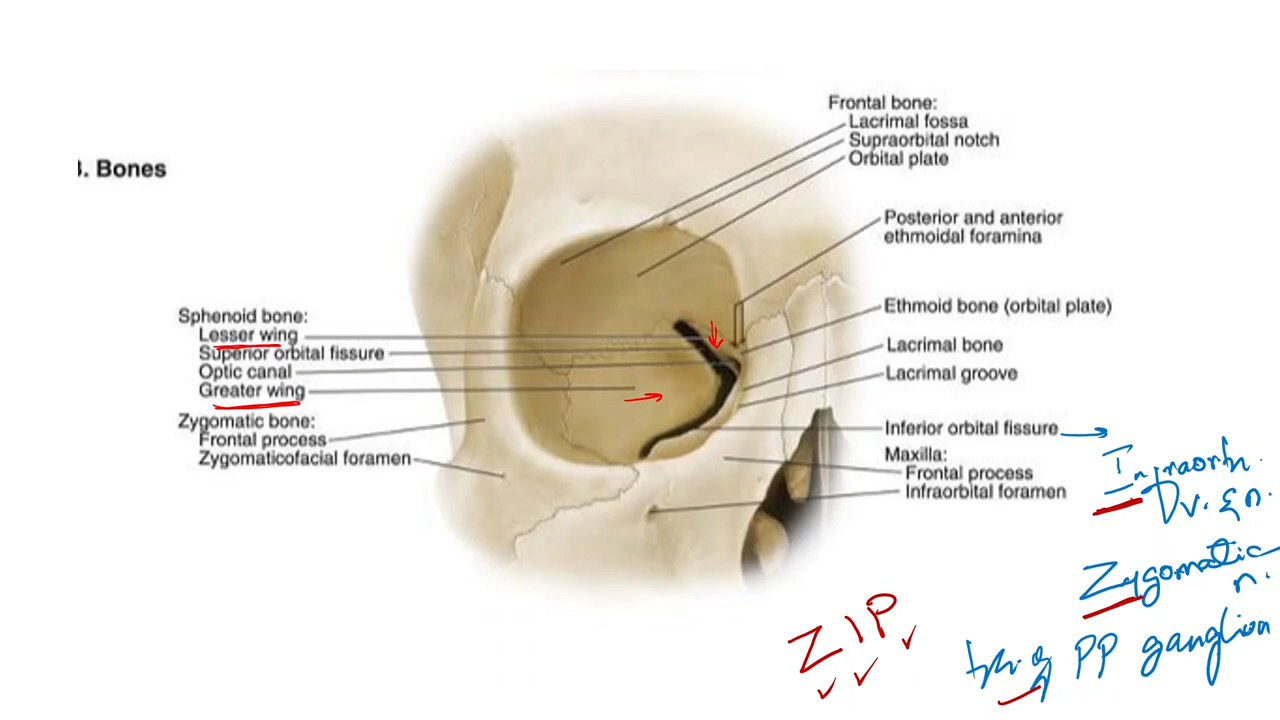 . Bones
Frontal bone:
Lacrimal fossa
Supraorbital notch
Orbital plate
Posterior and anterior
ethmoidal foramina
Ethmoid bone (orbital plate)
Lacrimal bone
Lacrimal groove
Inferior orbital fissure
Maxilla:
Frontal process
Infraorbital foramen
Sphenoid bone:
Lesser wing
Superior orbital fissure
Optic canal
Greater wing
Zygomatic bone:
Frontal process
Zygomaticofacial foramen
n.
Zygomatic
n.
PP ganglion
ZIP